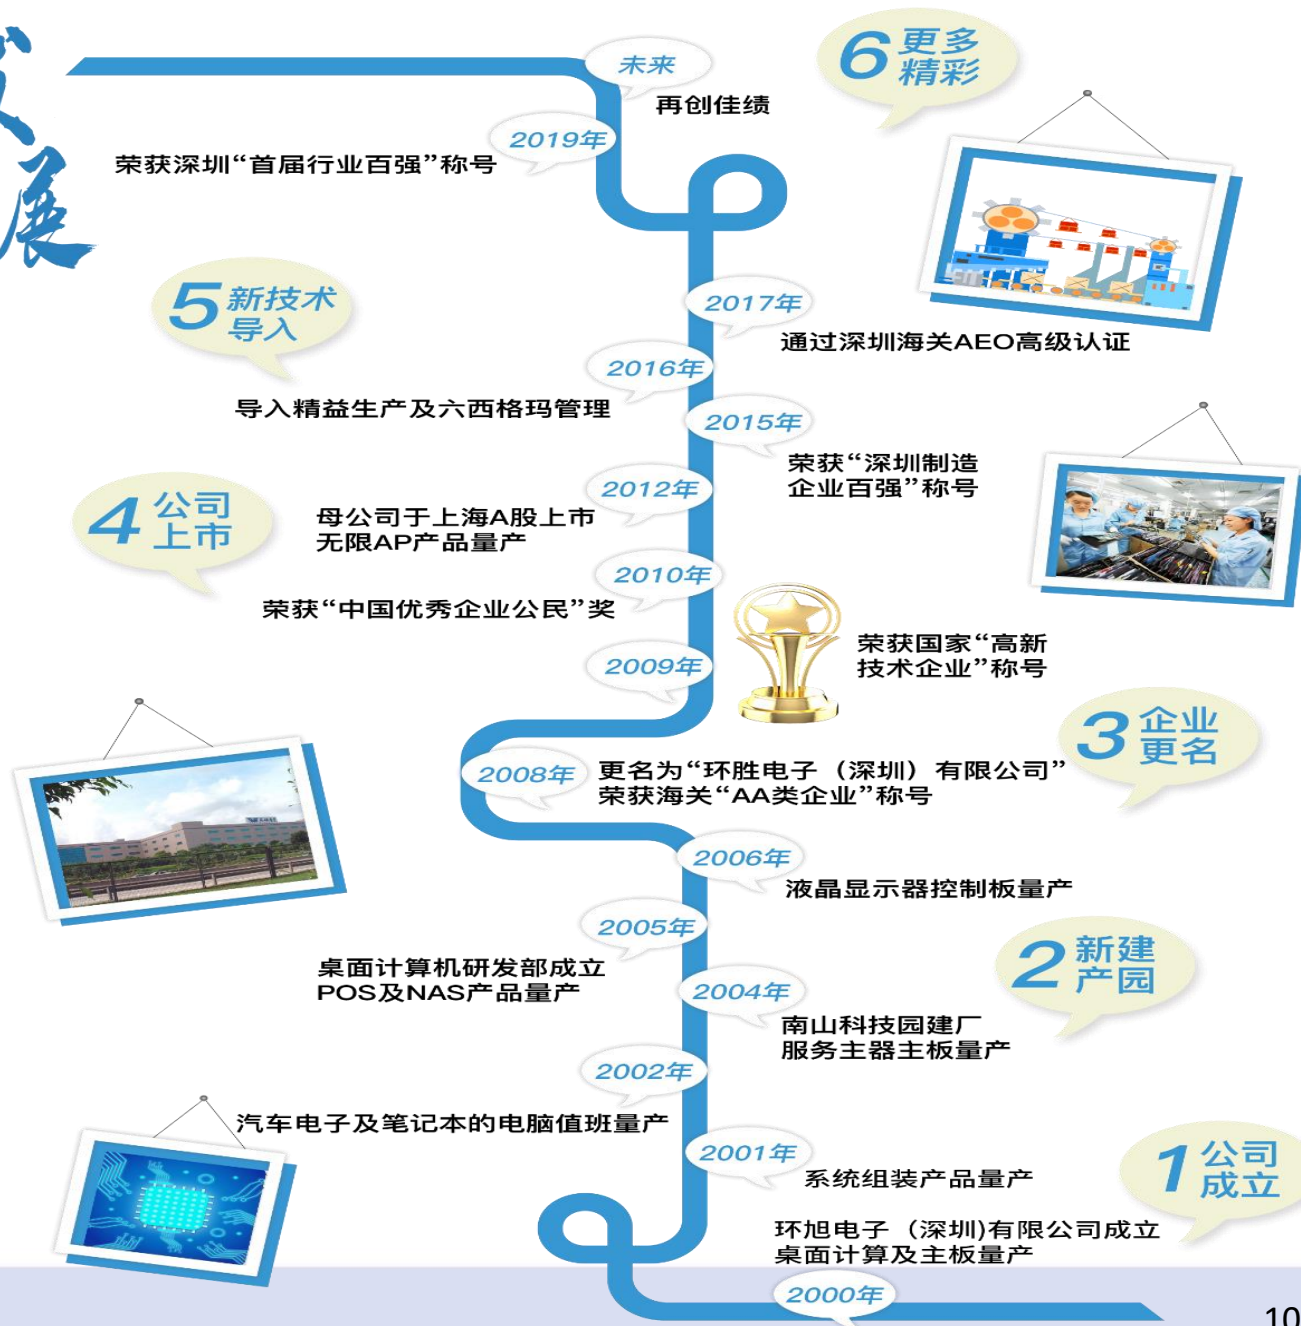 发
展
未来
再创佳绩
6 更多
精彩
2019年
荣获深圳“首届行业百强”称号
5 新技术
导入
2017年
通过深圳海关AEO高级认证
2016年
导入精益生产及六西格玛管理
2015年
荣获“深圳制造
企业百强”称号
4 公司
上市
2012年
母公司于上海A股上市
无限AP产品量产
2010年
荣获“中国优秀企业公民”奖
2009年
荣获国家“高新
技术企业”称号
3 企业
更名
2008年
更名为“环胜电子（深圳）有限公司”
荣获海关“AA类企业”称号
2006年
液晶显示器控制板量产
2005年
桌面计算机研发部成立
POS及NAS产品量产
2 新建
产园
2004年
南山科技园建厂
服务主器主板量产
2002年
汽车电子及笔记本的电脑值班量产
2001年
系统组装产品量产
1 公司
成立
环旭电子（深圳)有限公司成立
桌面计算及主板量产
2000年
10